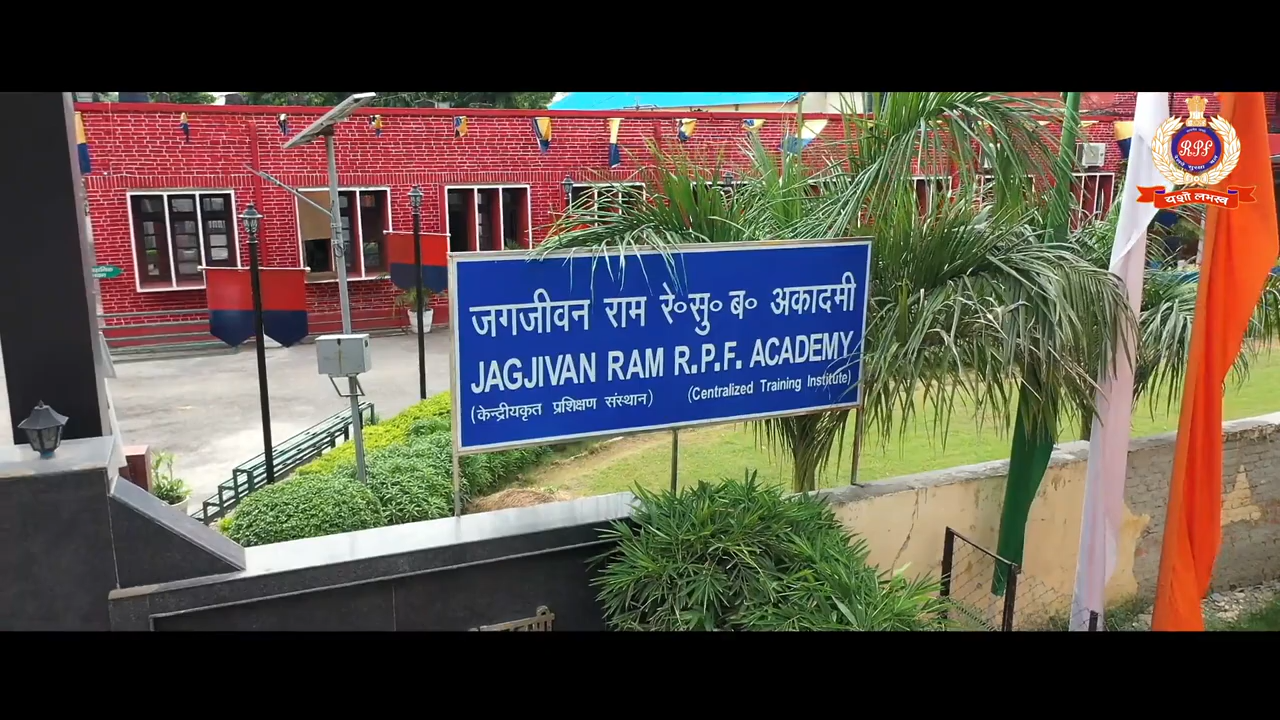 जगजीवन राम रे॰सु॰ ब॰ अकादमी
JAGJIVAN RAM R.P.F. ACADEMY
(केन्द्रीयकृत प्रशिक्षण संस्थान) (Centralized Training Institute)
RPF
यशो लभस्व